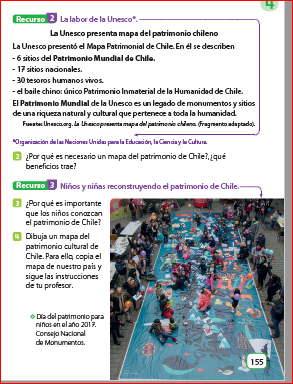 4
Recurso 2 La labor de la Unesco*.
La Unesco presenta mapa del patrimonio chileno
La Unesco presentó el Mapa Patrimonial de Chile. En él se describen
- 6 sitios del Patrimonio Mundial de Chile.
- 17 sitios nacionales.
- 30 tesoros humanos vivos.
- el baile chino: único Patrimonio Inmaterial de la Humanidad de Chile.
El Patrimonio Mundial de la Unesco es un legado de monumentos y sitios
de una riqueza natural y cultural que pertenece a toda la humanidad.
Fuente: Unesco.org. La Unesco presenta mapa del patrimonio chileno. (Fragmento adaptado).
*Organización de las Naciones Unidas para la Educación, la Ciencia y la Cultura.
2 ¿Por qué es necesario un mapa del patrimonio de Chile?, ¿qué
beneficios trae?
Recurso 3 Niños y niñas reconstruyendo el patrimonio de Chile.
3 ¿Por qué es importante
que los niños conozcan
el patrimonio de Chile?
4 Dibuja un mapa del
patrimonio cultural de
Chile. Para ello, copia el
mapa de nuestro país y
sigue las instrucciones
de tu profesor.
Día del patrimonio para
niños en el año 2017.
Consejo Nacional
de Monumentos.
155